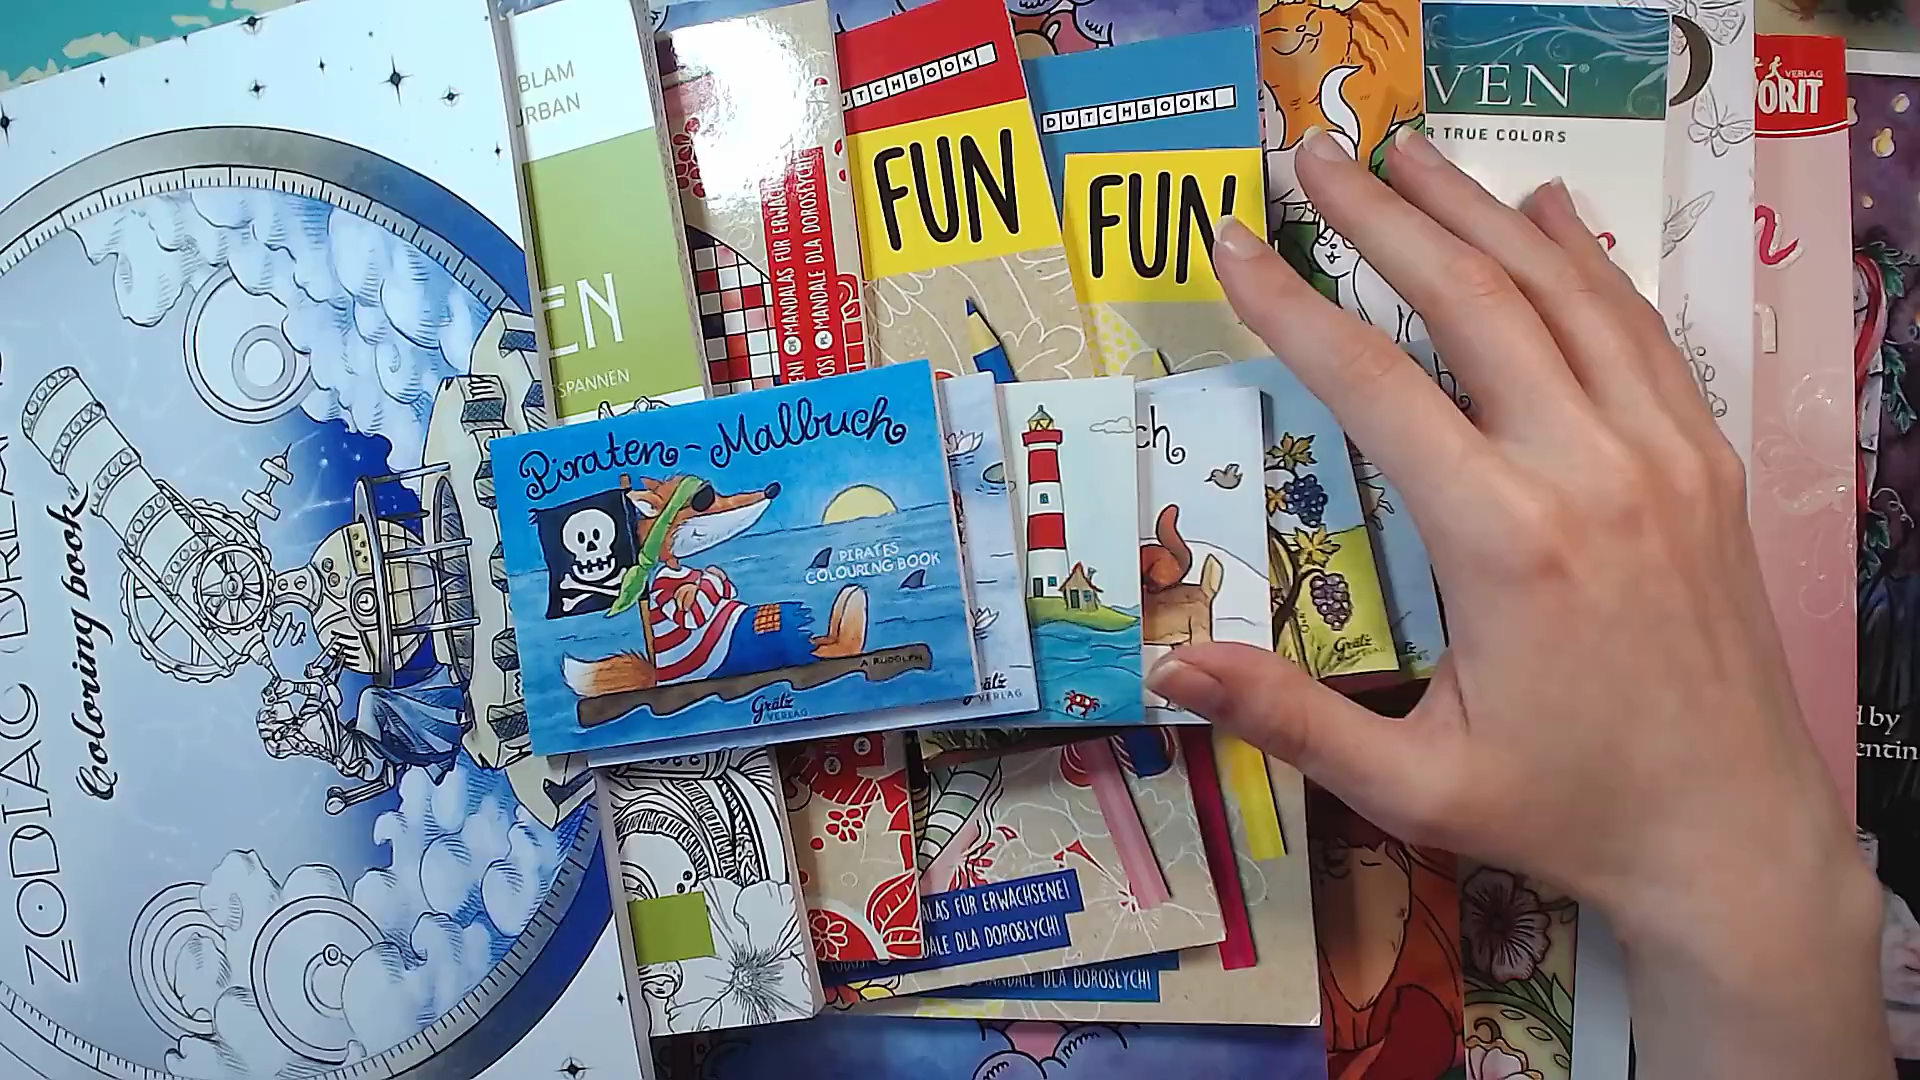 ZODIAC
Coloring book
BLAM
URBAN
EN
SPANNEN
MANDALAS FÜR
DE
PL
MANDALE DLA DOROSŁYCH
DUTCHBOOK
FUN
DUTCHBOOK
FUN
VEN
TRUE COLORS
VERLAG
ORIT
Piraten-Malbuch
PIRATES
COLOURING BOOK
A RUDOLPH
Grätz
VERLAG
ch
Grätz
VERLAG
ALAS FÜR ERWACHSENE
DALE DLA DOROSŁYCH
MANDALE DLA DOROSŁYCH
d by
entin